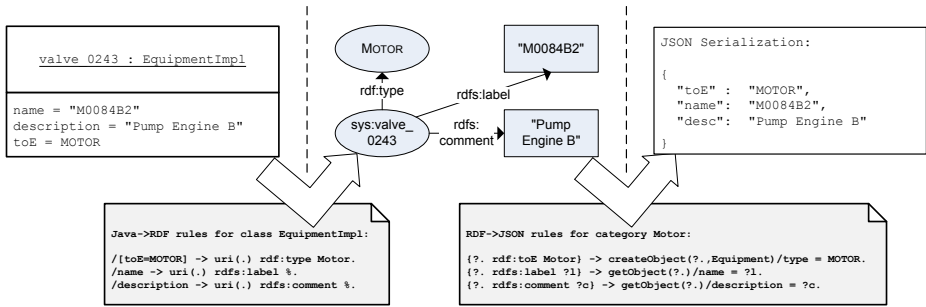 valve 0243 : EquipmentImpl
name = "M0084B2"
description = "Pump Engine B"
toE = MOTOR
MOTOR
"M0084B2"
rdf:type
rdfs:label
sys:valve_
0243
rdfs:
comment
"Pump
Engine B"
JSON Serialization:
{
"toE" : "MOTOR",
"name": "M0084B2",
"desc": "Pump Engine B"
}
Java->RDF rules for class EquipmentImpl:
/[toE=MOTOR] -> uri(.) rdf:type Motor.
/name -> uri(.) rdfs:label %.
/description -> uri(.) rdfs:comment %.
RDF->JSON rules for category Motor:
{?. rdf:toE Motor} -> createObject(?.,Equipment)/type = MOTOR.
{?. rdfs:label ?l} -> getObject(?.)/name = ?l.
{?. rdfs:comment ?c} -> getObject(?.)/description = ?c.